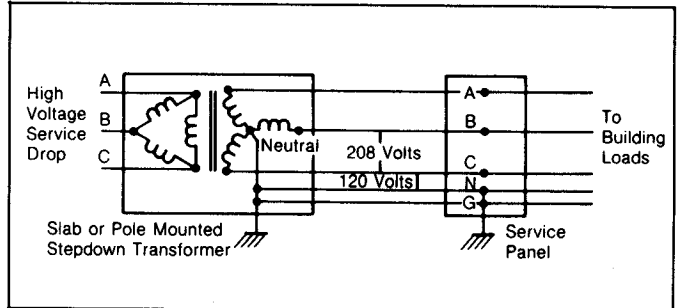 High
Voltage
Service
Drop
A
B
C
Neutral
208 Volts
120 Volts
A
B
C
N
G
To
Building
Loads
Slab or Pole Mounted
Stepdown Transformer
Service
Panel